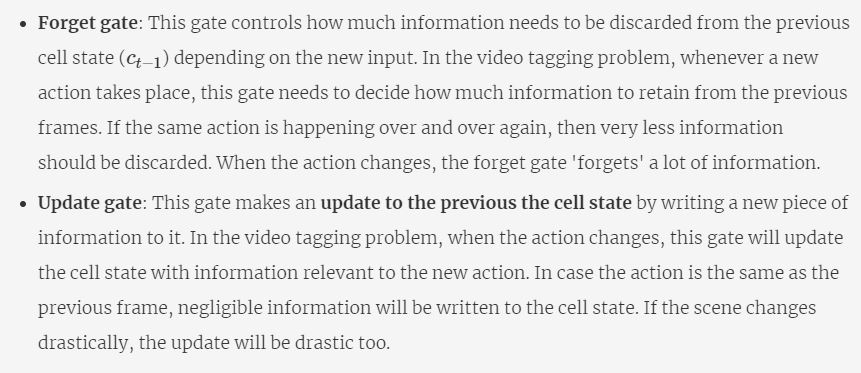 • Forget gate: This gate controls how much information needs to be discarded from the previous
cell state (c_{t−1}) depending on the new input. In the video tagging problem, whenever a new
action takes place, this gate needs to decide how much information to retain from the previous
frames. If the same action is happening over and over again, then very less information
should be discarded. When the action changes, the forget gate 'forgets' a lot of information.
• Update gate: This gate makes an update to the previous the cell state by writing a new piece of
information to it. In the video tagging problem, when the action changes, this gate will update
the cell state with information relevant to the new action. In case the action is the same as the
previous frame, negligible information will be written to the cell state. If the scene changes
drastically, the update will be drastic too.